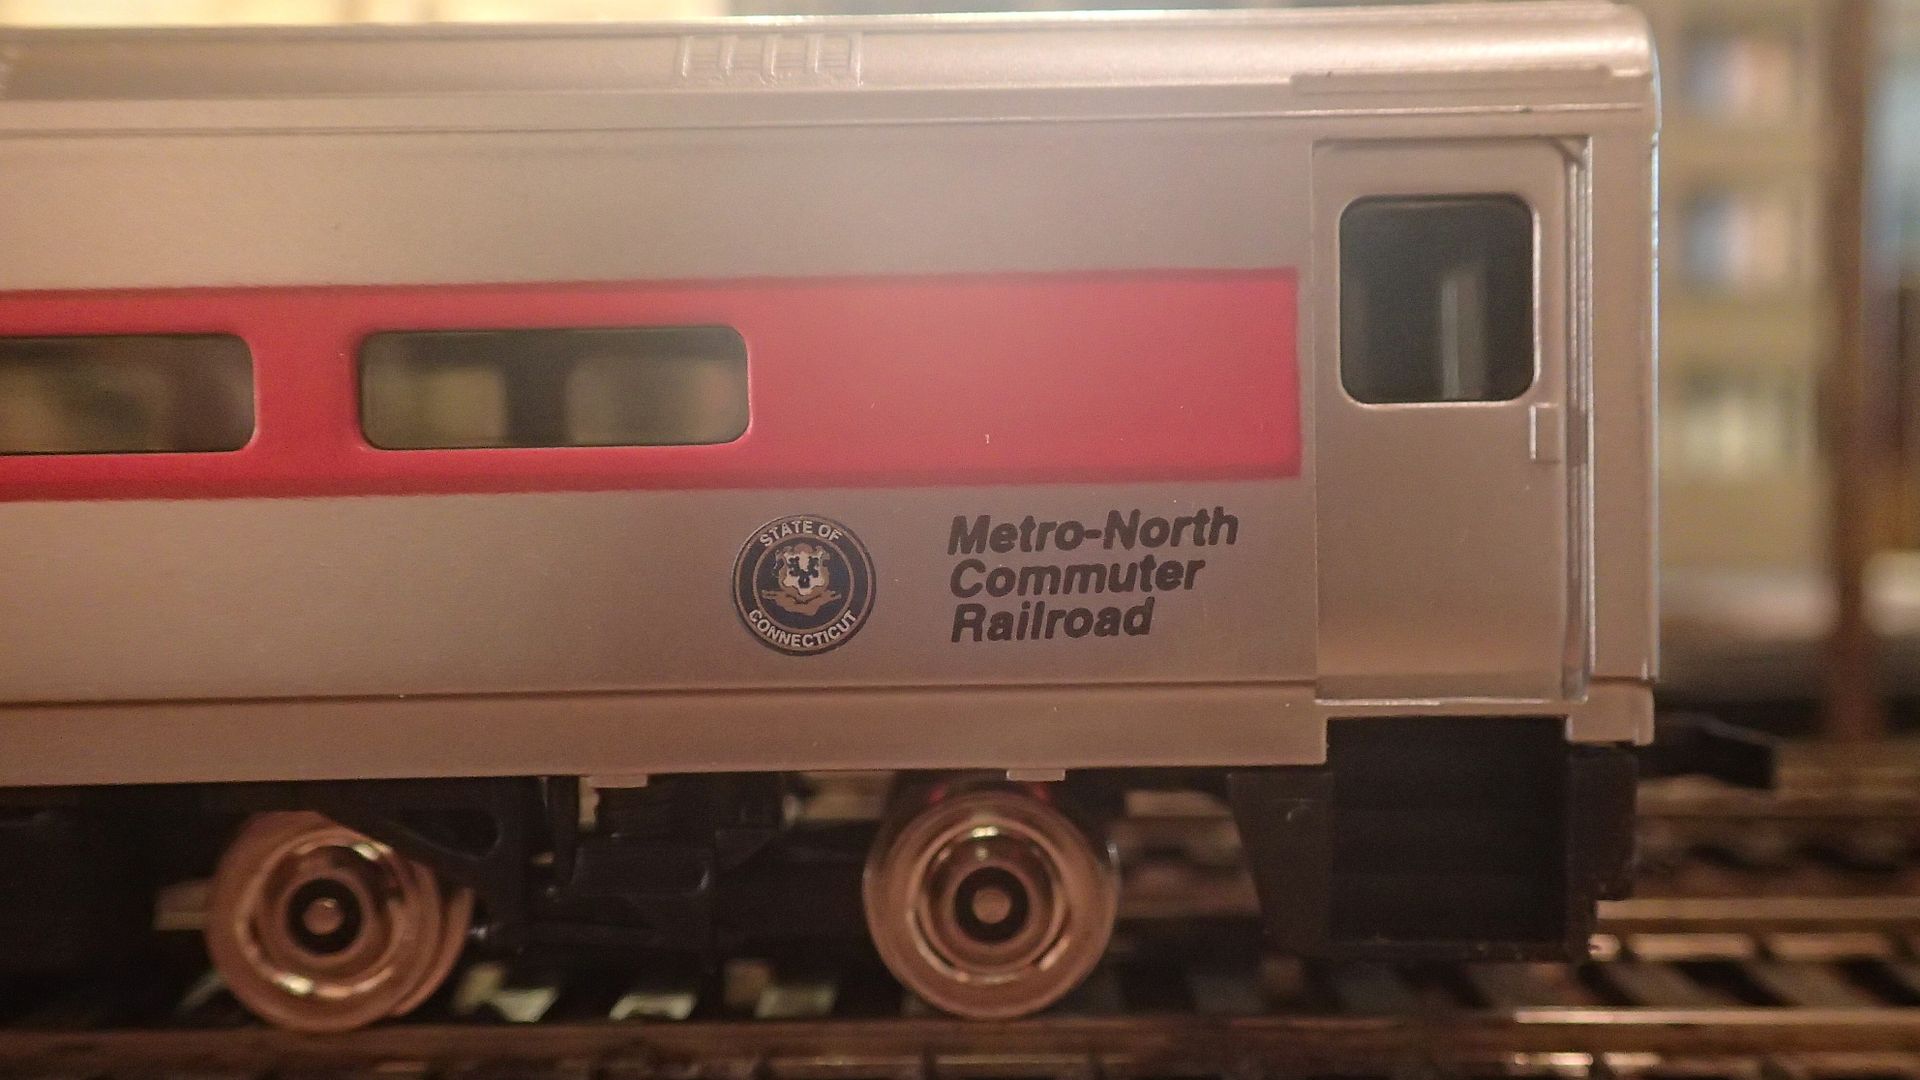 STATE OF
CONNECTICUT
Metro-North
Commuter
Railroad